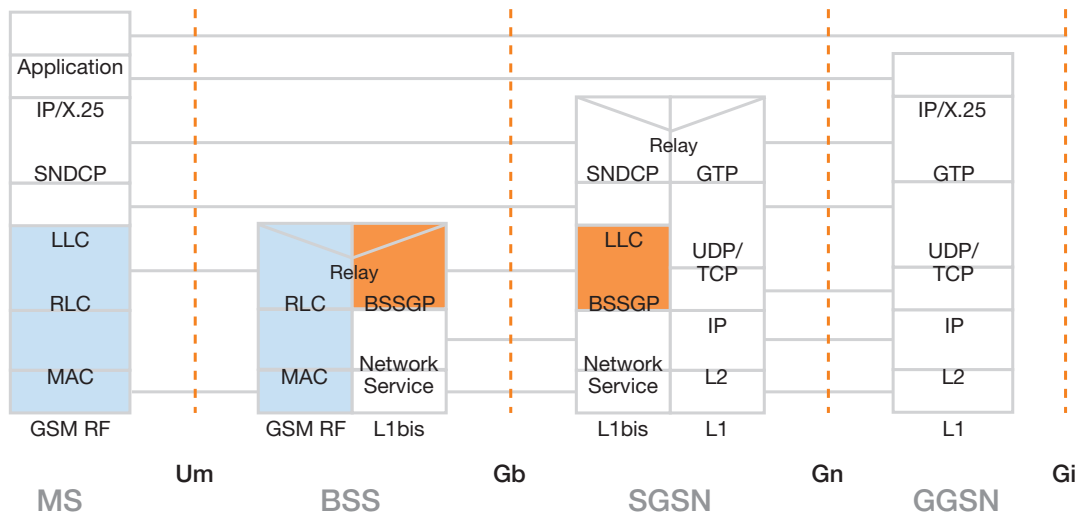 Application
IP/X.25
SNDCP
LLC
RLC
MAC
GSM RF
Um
MS
Relay
RLC
BSSGP
MAC
Network
Service
GSM RF
L1bis
BSS
Gb
Relay
SNDCP
GTP
LLC
UDP/
TCP
BSSGP
IP
Network
Service
L2
L1bis
L1
SGSN
Gn
IP/X.25
GTP
UDP/
TCP
IP
L2
L1
GGSN
Gi